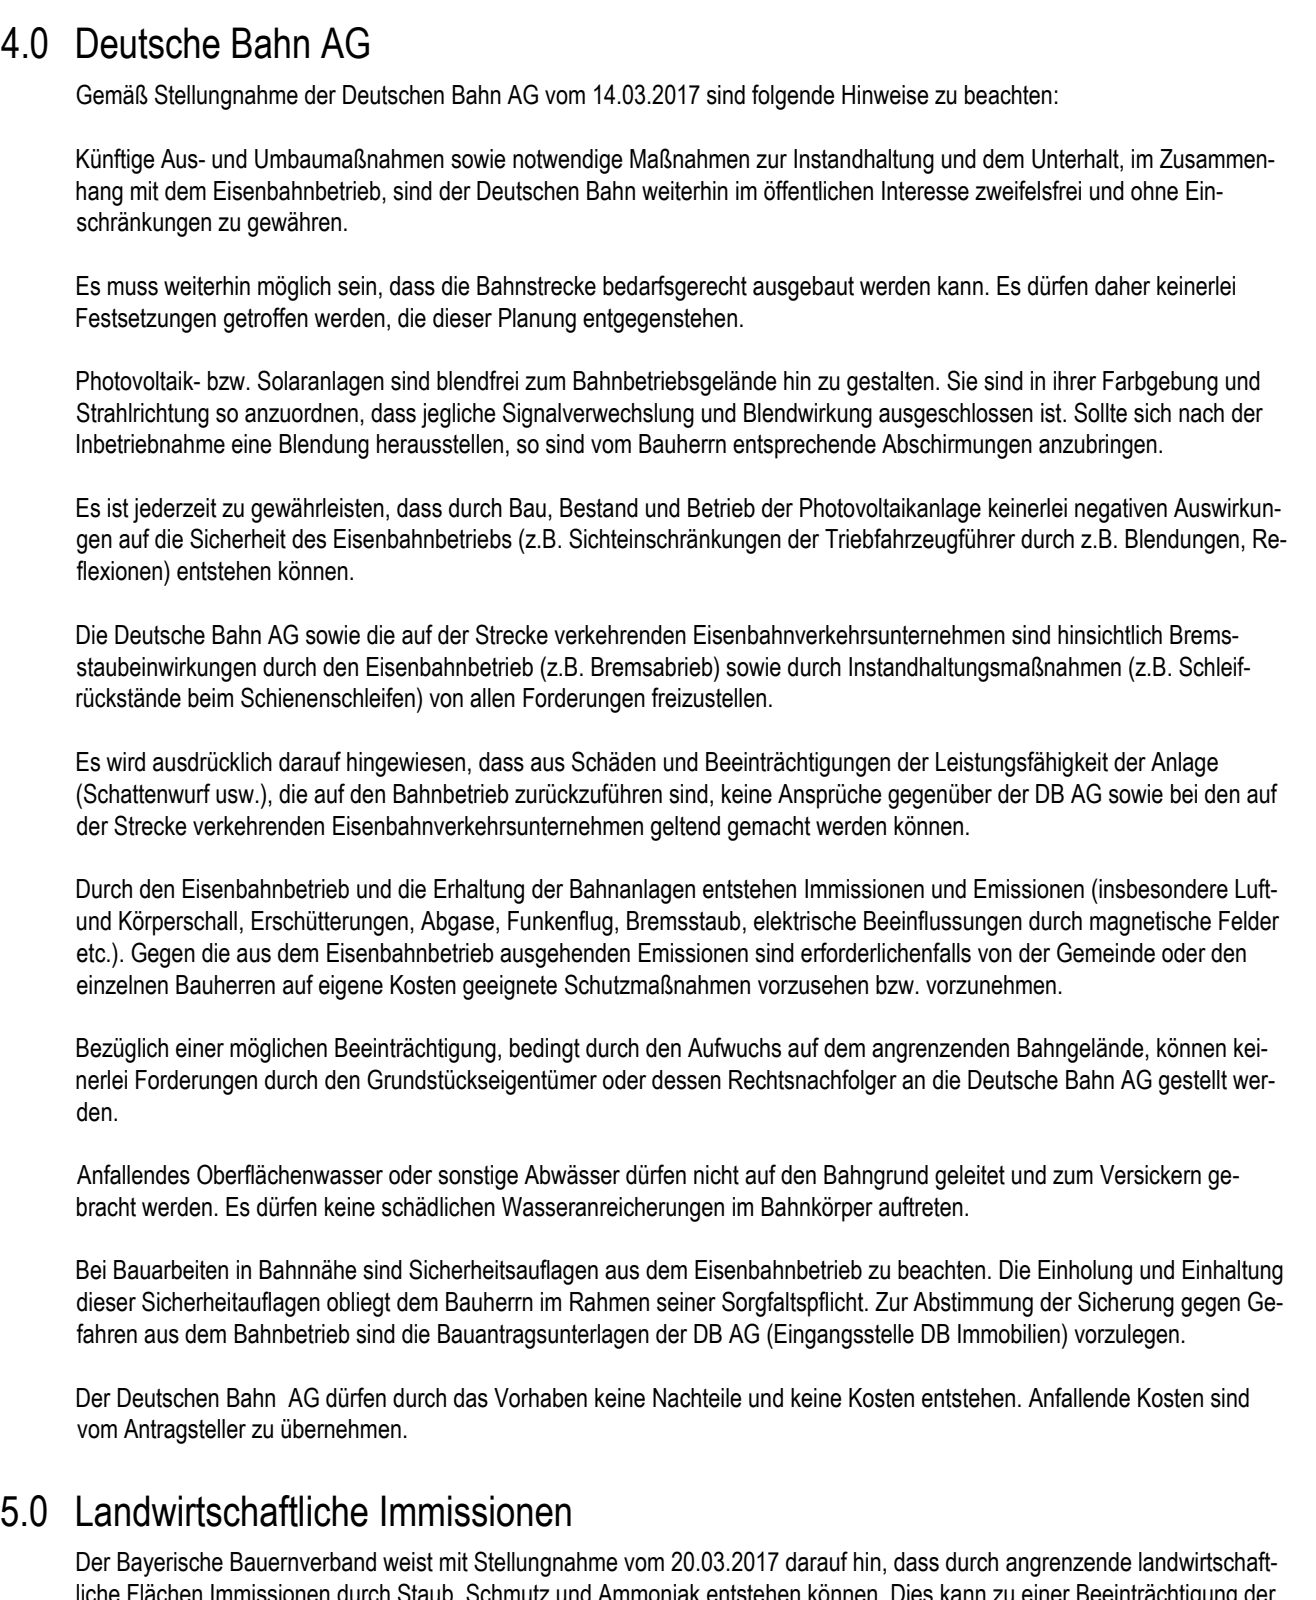 4.0 Deutsche Bahn AG
Gemäß Stellungnahme der Deutschen Bahn AG vom 14.03.2017 sind folgende Hinweise zu beachten:
Künftige Aus- und Umbaumaßnahmen sowie notwendige Maßnahmen zur Instandhaltung und dem Unterhalt, im Zusammen-
hang mit dem Eisenbahnbetrieb, sind der Deutschen Bahn weiterhin im öffentlichen Interesse zweifelsfrei und ohne Ein-
schränkungen zu gewähren.
Es muss weiterhin möglich sein, dass die Bahnstrecke bedarfsgerecht ausgebaut werden kann. Es dürfen daher keinerlei
Festsetzungen getroffen werden, die dieser Planung entgegenstehen.
Photovoltaik- bzw. Solaranlagen sind blendfrei zum Bahnbetriebsgelände hin zu gestalten. Sie sind in ihrer Farbgebung und
Strahlrichtung so anzuordnen, dass jegliche Signalverwechslung und Blendwirkung ausgeschlossen ist. Sollte sich nach der
Inbetriebnahme eine Blendung herausstellen, so sind vom Bauherrn entsprechende Abschirmungen anzubringen.
Es ist jederzeit zu gewährleisten, dass durch Bau, Bestand und Betrieb der Photovoltaikanlage keinerlei negativen Auswirkun-
gen auf die Sicherheit des Eisenbahnbetriebs (z.B. Sichteinschränkungen der Triebfahrzeugführer durch z.B. Blendungen, Re-
flexionen) entstehen können.
Die Deutsche Bahn AG sowie die auf der Strecke verkehrenden Eisenbahnverkehrsunternehmen sind hinsichtlich Brems-
staubeinwirkungen durch den Eisenbahnbetrieb (z.B. Bremsabrieb) sowie durch Instandhaltungsmaßnahmen (z.B. Schleif-
rückstände beim Schienenschleifen) von allen Forderungen freizustellen.
Es wird ausdrücklich darauf hingewiesen, dass aus Schäden und Beeinträchtigungen der Leistungsfähigkeit der Anlage
(Schattenwurf usw.), die auf den Bahnbetrieb zurückzuführen sind, keine Ansprüche gegenüber der DB AG sowie bei den auf
der Strecke verkehrenden Eisenbahnverkehrsunternehmen geltend gemacht werden können.
Durch den Eisenbahnbetrieb und die Erhaltung der Bahnanlagen entstehen Immissionen und Emissionen (insbesondere Luft-
und Körperschall, Erschütterungen, Abgase, Funkenflug, Bremsstaub, elektrische Beeinflussungen durch magnetische Felder
etc.). Gegen die aus dem Eisenbahnbetrieb ausgehenden Emissionen sind erforderlichenfalls von der Gemeinde oder den
einzelnen Bauherren auf eigene Kosten geeignete Schutzmaßnahmen vorzusehen bzw. vorzunehmen.
Bezüglich einer möglichen Beeinträchtigung, bedingt durch den Aufwuchs auf dem angrenzenden Bahngelände, können kei-
nerlei Forderungen durch den Grundstückseigentümer oder dessen Rechtsnachfolger an die Deutsche Bahn AG gestellt wer-
den.
Anfallendes Oberflächenwasser oder sonstige Abwässer dürfen nicht auf den Bahngrund geleitet und zum Versickern ge-
bracht werden. Es dürfen keine schädlichen Wasseranreicherungen im Bahnkörper auftreten.
Bei Bauarbeiten in Bahnnähe sind Sicherheitsauflagen aus dem Eisenbahnbetrieb zu beachten. Die Einholung und Einhaltung
dieser Sicherheitauflagen obliegt dem Bauherrn im Rahmen seiner Sorgfaltspflicht. Zur Abstimmung der Sicherung gegen Ge-
fahren aus dem Bahnbetrieb sind die Bauantragsunterlagen der DB AG (Eingangsstelle DB Immobilien) vorzulegen.
Der Deutschen Bahn AG dürfen durch das Vorhaben keine Nachteile und keine Kosten entstehen. Anfallende Kosten sind
vom Antragsteller zu übernehmen.
5.0 Landwirtschaftliche Immissionen
Der Bayerische Bauernverband weist mit Stellungnahme vom 20.03.2017 darauf hin, dass durch angrenzende landwirtschaft-
liche Flächen Immissionen durch Staub, Schmutz und Ammoniak entstehen können. Dies kann zu einer Beeinträchtigung der